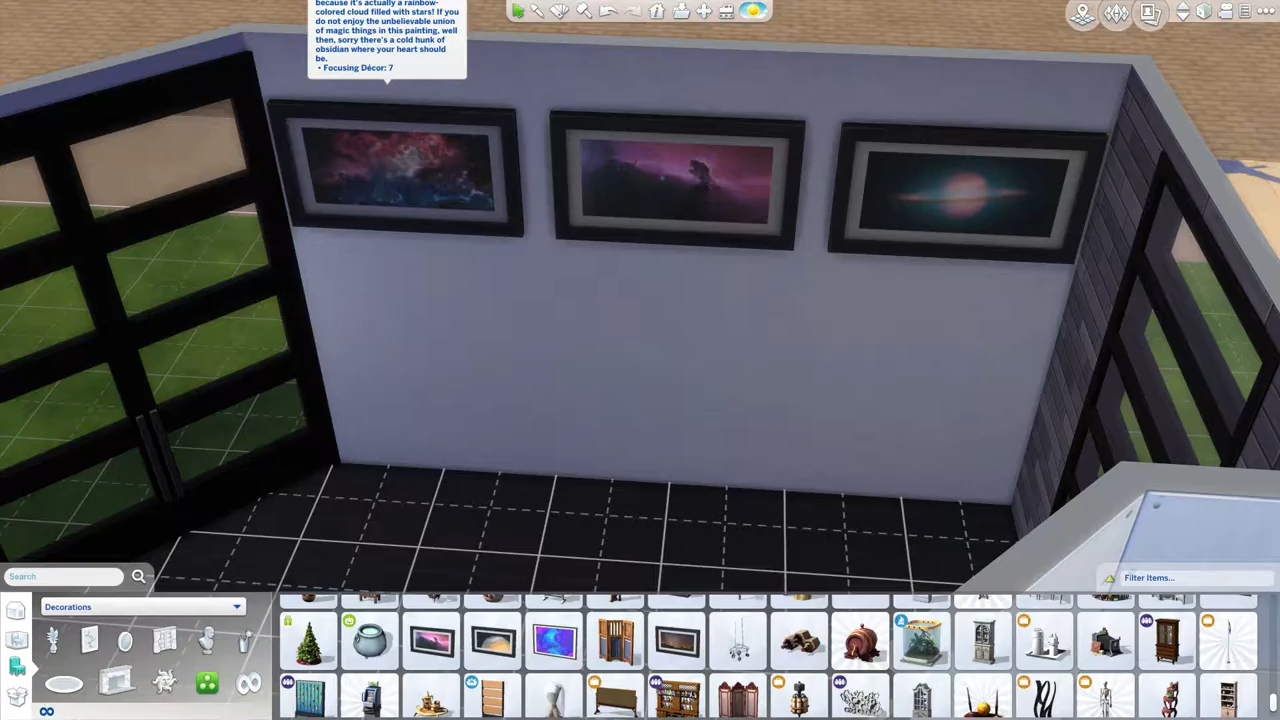 because it's actually a rainbow-
colored cloud filled with stars! If you
do not enjoy the unbelievable union
of magic things in this painting, well
then, sorry there's a cold hunk of
obsidian where your heart should
be.
• Focusing Décor: 7
Search
Filter Items...
Decorations